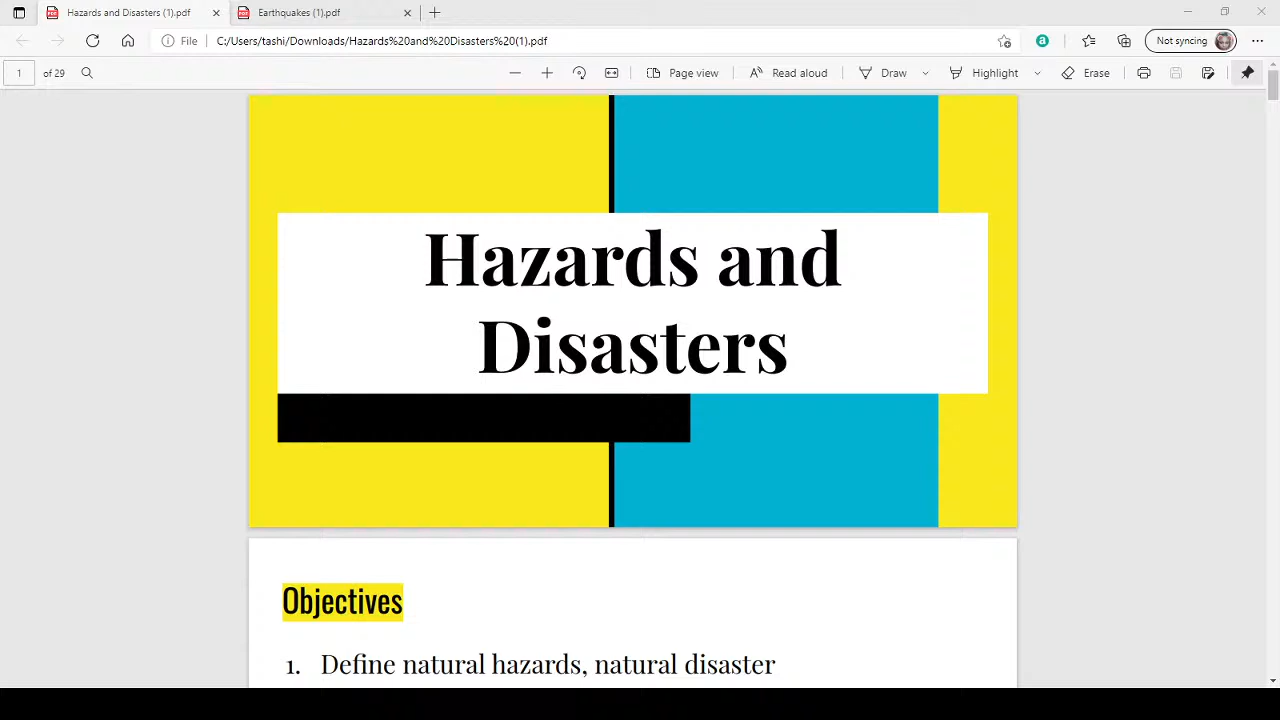 Hazards and Disasters (1).pdf
Earthquakes (1).pdf
File
C:/Users/tashi/Downloads/Hazards%20and%20Disasters%20(1).pdf
Not syncing
1 of 29
Page view
Read aloud
Draw
Highlight
Erase
Hazards and
Disasters
Objectives
1. Define natural hazards, natural disaster